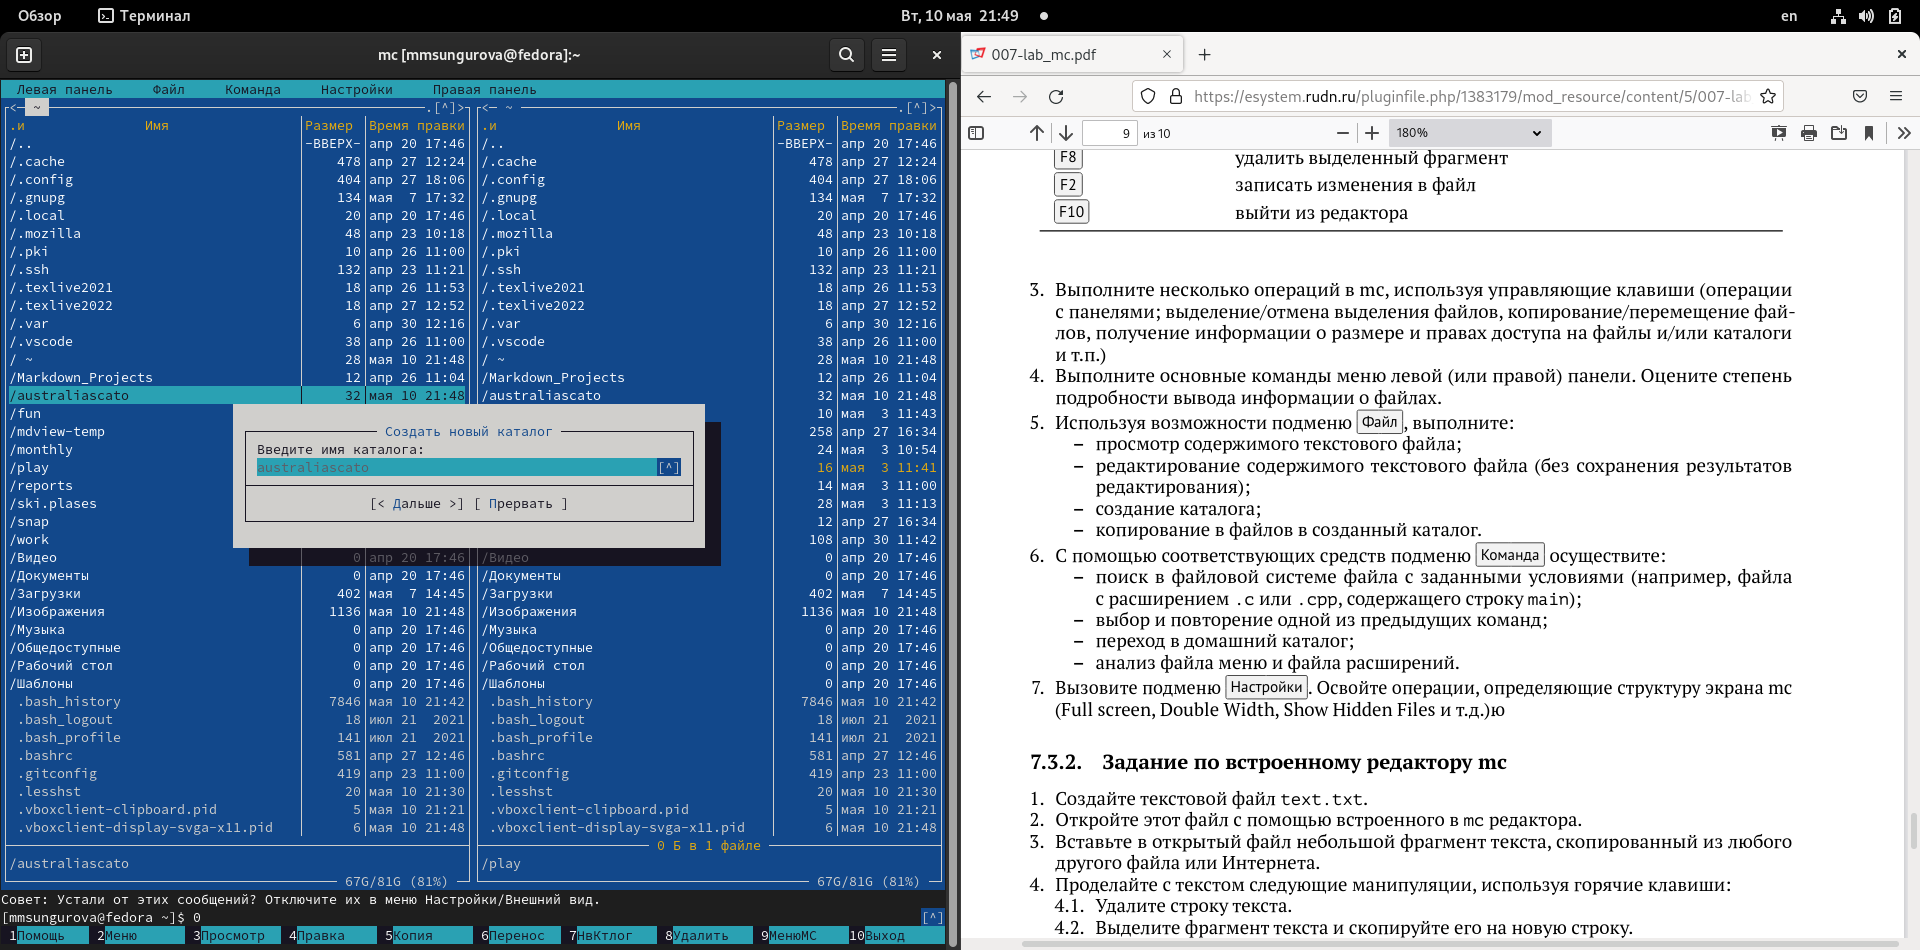 Обзор Терминал Вт, 10 мая 21:49 en
mc [mmsungurova@fedora]:~
Левая панель Файл Команда Настройки Правая панель
<─ ~ .[^]>
.и Имя Размер Время правки
/.. -ВВЕРХ- апр 20 17:46
/.cache 478 апр 27 12:24
/.config 404 апр 27 18:06
/.gnupg 134 мая 7 17:32
/.local 20 апр 20 17:46
/.mozilla 48 апр 23 10:18
/.pki 10 апр 26 11:00
/.ssh 132 апр 23 11:21
/.texlive2021 18 апр 26 11:53
/.texlive2022 18 апр 27 12:52
/.var 6 апр 30 12:16
/.vscode 38 апр 26 11:00
/ ~ 28 мая 10 21:48
/Markdown_Projects 12 апр 26 11:04
/australiascato 32 мая 10 21:48
/fun
/mdview-temp
/monthly
/play
/reports
/ski.plases
/snap
/work
/Видео 0 апр 20 17:46
/Документы 0 апр 20 17:46
/Загрузки 402 мая 7 14:45
/Изображения 1136 мая 10 21:48
/Музыка 0 апр 20 17:46
/Общедоступные 0 апр 20 17:46
/Рабочий стол 0 апр 20 17:46
/Шаблоны 0 апр 20 17:46
.bash_history 7846 мая 10 21:42
.bash_logout 18 июл 21 2021
.bash_profile 141 июл 21 2021
.bashrc 581 апр 27 12:46
.gitconfig 419 апр 23 11:00
.lesshst 20 мая 10 21:30
.vboxclient-clipboard.pid 5 мая 10 21:21
.vboxclient-display-svga-x11.pid 6 мая 10 21:48
/australiascato
67G/81G (81%)
<─ ~ .[^]>
.и Имя Размер Время правки
/.. -ВВЕРХ- апр 20 17:46
/.cache 478 апр 27 12:24
/.config 404 апр 27 18:06
/.gnupg 134 мая 7 17:32
/.local 20 апр 20 17:46
/.mozilla 48 апр 23 10:18
/.pki 10 апр 26 11:00
/.ssh 132 апр 23 11:21
/.texlive2021 18 апр 26 11:53
/.texlive2022 18 апр 27 12:52
/.var 6 апр 30 12:16
/.vscode 38 апр 26 11:00
/ ~ 28 мая 10 21:48
/Markdown_Projects 12 апр 26 11:04
/australiascato 32 мая 10 21:48
10 мая 3 11:43
258 апр 27 16:34
24 мая 3 10:54
16 мая 3 11:41
14 мая 3 11:00
28 мая 3 11:13
12 апр 27 16:34
108 апр 30 11:42
/Видео 0 апр 20 17:46
/Документы 0 апр 20 17:46
/Загрузки 402 мая 7 14:45
/Изображения 1136 мая 10 21:48
/Музыка 0 апр 20 17:46
/Общедоступные 0 апр 20 17:46
/Рабочий стол 0 апр 20 17:46
/Шаблоны 0 апр 20 17:46
.bash_history 7846 мая 10 21:42
.bash_logout 18 июл 21 2021
.bash_profile 141 июл 21 2021
.bashrc 581 апр 27 12:46
.gitconfig 419 апр 23 11:00
.lesshst 20 мая 10 21:30
.vboxclient-clipboard.pid 5 мая 10 21:21
.vboxclient-display-svga-x11.pid 6 мая 10 21:48
0 Б в 1 файле
/play
67G/81G (81%)
Создать новый каталог
Введите имя каталога:
australiascato [^]
[< Дальше >] [ Прервать ]
Совет: Устали от этих сообщений? Отключите их в меню Настройки/Внешний вид.
[mmsungurova@fedora ~]$ 0 [^]
1Помощь 2Меню 3Просмотр 4Правка 5Копия 6Перенос 7НвКтлог 8Удалить 9МенюMC 10Выход
007-lab_mc.pdf
https://esystem.rudn.ru/pluginfile.php/1383179/mod_resource/content/5/007-lab
9 из 10 180%
F8 удалить выделенный фрагмент
F2 записать изменения в файл
F10 выйти из редактора
3. Выполните несколько операций в mc, используя управляющие клавиши (операции
с панелями; выделение/отмена выделения файлов, копирование/перемещение фай-
лов, получение информации о размере и правах доступа на файлы и/или каталоги
и т.п.)
4. Выполните основные команды меню левой (или правой) панели. Оцените степень
подробности вывода информации о файлах.
5. Используя возможности подменю Файл , выполните:
– просмотр содержимого текстового файла;
– редактирование содержимого текстового файла (без сохранения результатов
редактирования);
– создание каталога;
– копирование в файлов в созданный каталог.
6. С помощью соответствующих средств подменю Команда осуществите:
– поиск в файловой системе файла с заданными условиями (например, файла
с расширением .c или .cpp, содержащего строку main);
– выбор и повторение одной из предыдущих команд;
– переход в домашний каталог;
– анализ файла меню и файла расширений.
7. Вызовите подменю Настройки . Освойте операции, определяющие структуру экрана mc
(Full screen, Double Width, Show Hidden Files и т.д.)ю
7.3.2. Задание по встроенному редактору mc
1. Создайте текстовой файл text.txt.
2. Откройте этот файл с помощью встроенного в mc редактора.
3. Вставьте в открытый файл небольшой фрагмент текста, скопированный из любого
другого файла или Интернета.
4. Проделайте с текстом следующие манипуляции, используя горячие клавиши:
4.1. Удалите строку текста.
4.2. Выделите фрагмент текста и скопируйте его на новую строку.